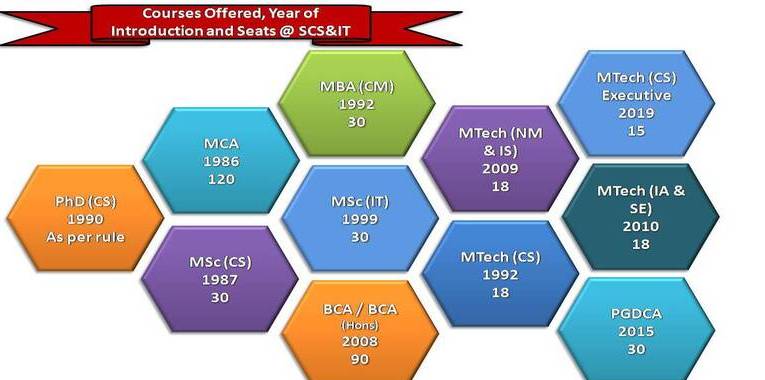 Courses Offered, Year of
Introduction and Seats @ SCS&IT
PhD (CS)
1990
As per rule
MCA
1986
120
MSc (CS)
1987
30
MBA (CM)
1992
30
MSc (IT)
1999
30
BCA / BCA
(Hons)
2008
90
MTech (NM
& IS)
2009
18
MTech (CS)
1992
18
MTech (CS)
Executive
2019
15
MTech (IA &
SE)
2010
18
PGDCA
2015
30